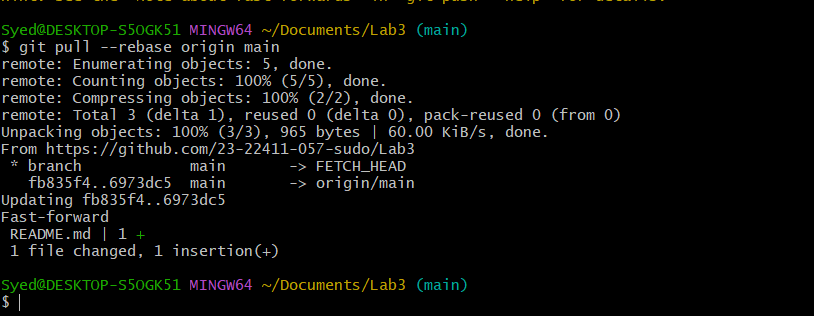 Syed@DESKTOP-S5OGK51 MINGW64 ~/Documents/Lab3 (main)
$ git pull --rebase origin main
remote: Enumerating objects: 5, done.
remote: Counting objects: 100% (5/5), done.
remote: Compressing objects: 100% (2/2), done.
remote: Total 3 (delta 1), reused 0 (delta 0), pack-reused 0 (from 0)
Unpacking objects: 100% (3/3), 965 bytes | 60.00 KiB/s, done.
From https://github.com/23-22411-057-sudo/Lab3
 * branch            main       -> FETCH_HEAD
   fb835f4..6973dc5  main       -> origin/main
Updating fb835f4..6973dc5
Fast-forward
 README.md | 1 +
 1 file changed, 1 insertion(+)
Syed@DESKTOP-S5OGK51 MINGW64 ~/Documents/Lab3 (main)
$